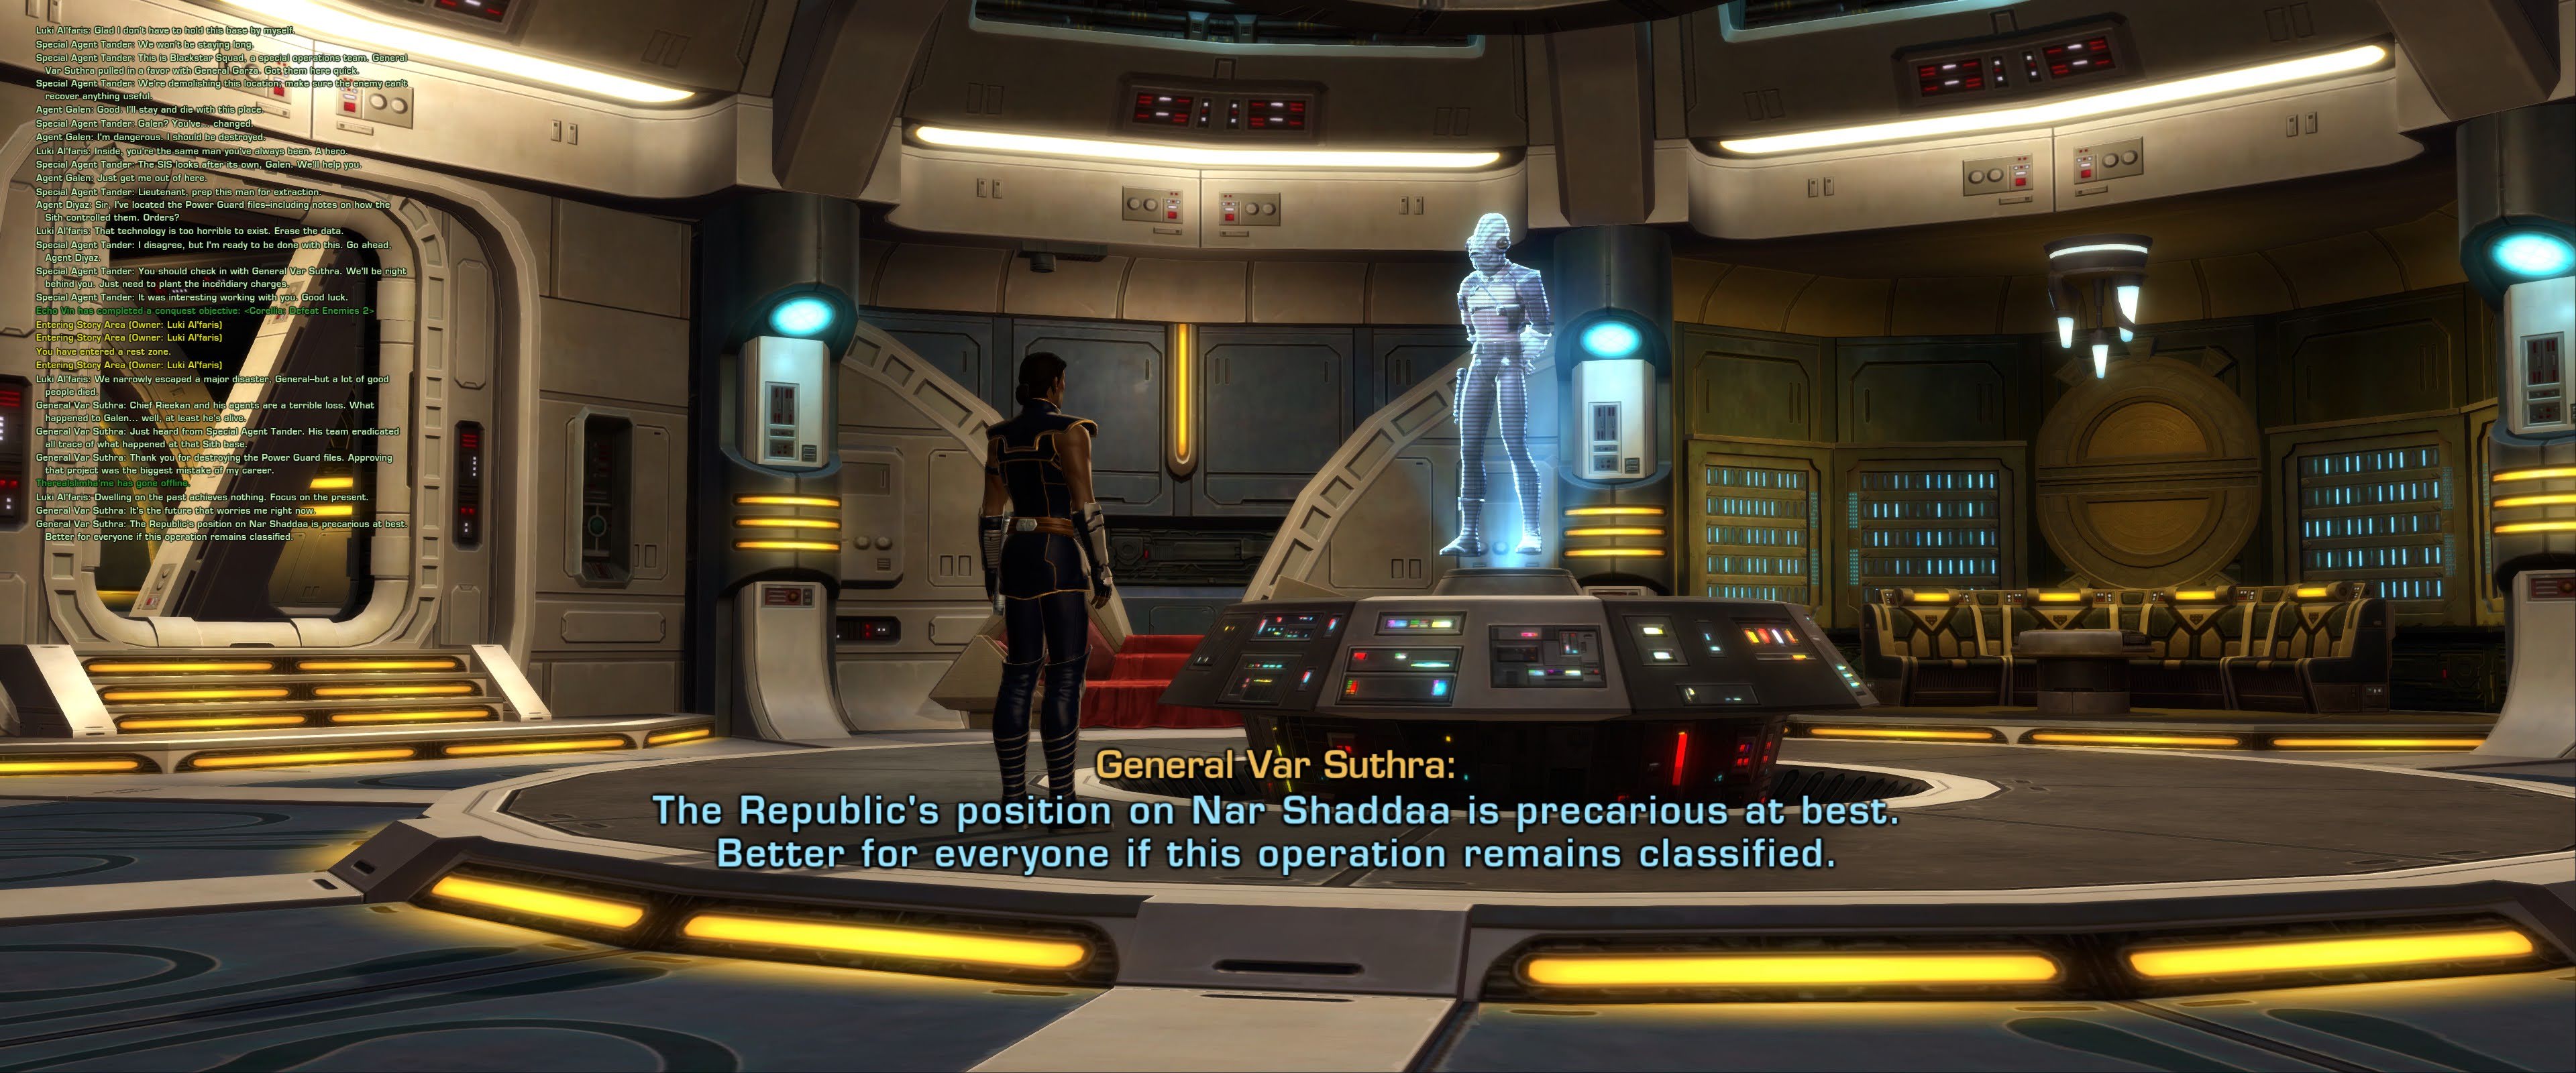 Luki Al'faris: Glad I don't have to hold this base by myself.
Special Agent Tander: We won't be staying long.
Special Agent Tander: This is Blackstar Squad, a special operations team. General
Var Suthra pulled in a favor with General Garza. Got them here quick.
Special Agent Tander: We're demolishing this location, make sure the enemy can't
recover anything useful.
Agent Galen: Good. I'll stay and die with this place.
Special Agent Tander: Galen? You've... changed.
Agent Galen: I'm dangerous. I should be destroyed.
Luki Al'faris: Inside, you're the same man you've always been. A hero.
Special Agent Tander: The SIS looks after its own, Galen. We'll help you.
Agent Galen: Just get me out of here.
Special Agent Tander: Lieutenant, prep this man for extraction.
Agent Diyaz: Sir, I've located the Power Guard files—including notes on how the
Sith controlled them. Orders?
Luki Al'faris: That technology is too horrible to exist. Erase the data.
Special Agent Tander: I disagree, but I'm ready to be done with this. Go ahead,
Agent Diyaz.
Special Agent Tander: You should check in with General Var Suthra. We'll be right
behind you. Just need to plant the incendiary charges.
Special Agent Tander: It was interesting working with you. Good luck.
Echo Vin has completed a conquest objective: <Corellia: Defeat Enemies 2>
Entering Story Area (Owner: Luki Al'faris)
Entering Story Area (Owner: Luki Al'faris)
You have entered a rest zone.
Entering Story Area (Owner: Luki Al'faris)
Luki Al'faris: We narrowly escaped a major disaster, General—but a lot of good
people died.
General Var Suthra: Chief Rieekan and his agents are a terrible loss. What
happened to Galen... well, at least he's alive.
General Var Suthra: Just heard from Special Agent Tander. His team eradicated
all trace of what happened at that Sith base.
General Var Suthra: Thank you for destroying the Power Guard files. Approving
that project was the biggest mistake of my career.
has gone offline.
Luki Al'faris: Dwelling on the past achieves nothing. Focus on the present.
General Var Suthra: It's the future that worries me right now.
General Var Suthra: The Republic's position on Nar Shaddaa is precarious at best.
Better for everyone if this operation remains classified.
General Var Suthra:
The Republic's position on Nar Shaddaa is precarious at best.
Better for everyone if this operation remains classified.